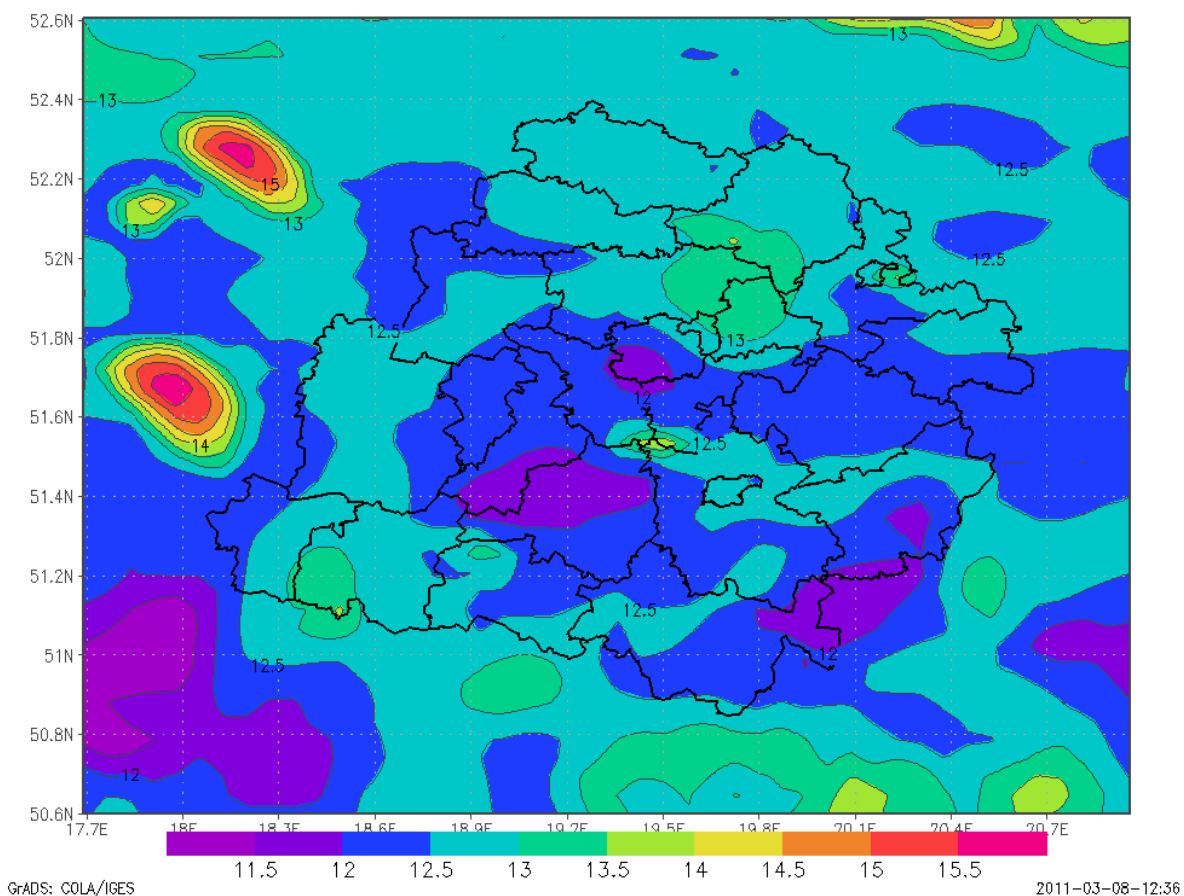 52.6N
13
52.4N
13
12.5
52.2N
15
13
13
52N
12.5
12.5
51.8N
13
12
51.6N
14
12.5
51.4N
51.2N
12.5
51N
12.5
12
50.8N
12
50.6N
17.7E 18E 18.3E 18.6E 18.9E 19.2E 19.5E 19.8E 20.1E 20.4E 20.7E
11.5 12 12.5 13 13.5 14 14.5 15 15.5
GrADS: COLA/IGES 2011-03-08-12:36